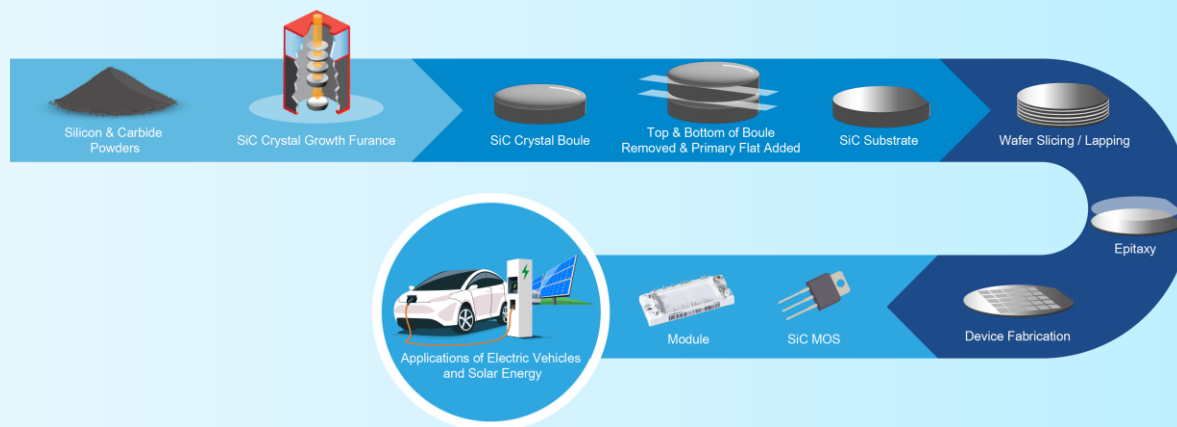 Silicon & Carbide
Powders
SiC Crystal Growth Furance
SiC Crystal Boule
Top & Bottom of Boule
Removed & Primary Flat Added
SiC Substrate
Wafer Slicing / Lapping
Epitaxy
Device Fabrication
SiC MOS
Module
Applications of Electric Vehicles
and Solar Energy